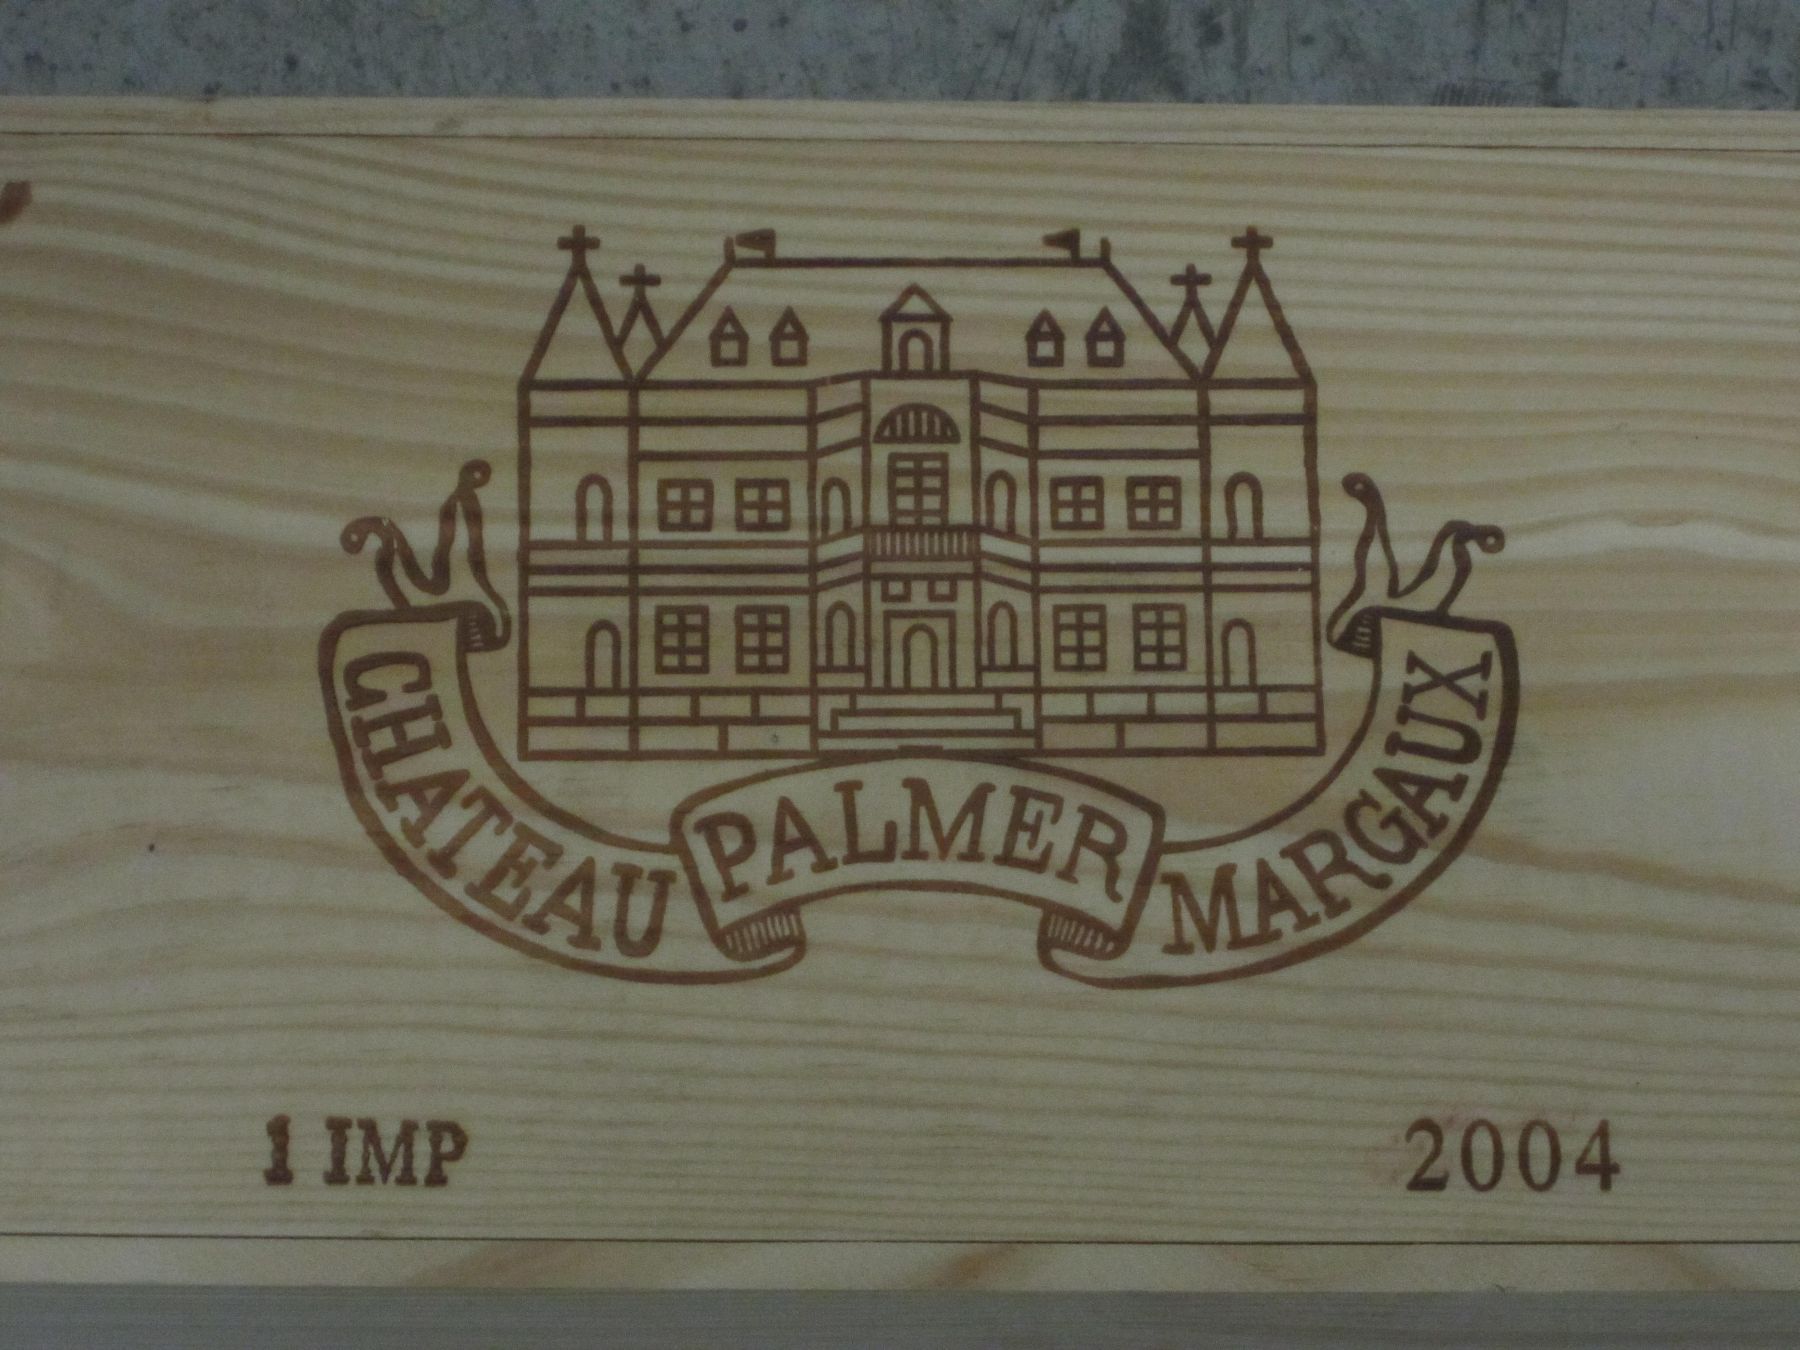 CHATEAU PALMER MARGAUX
1 IMP
2004